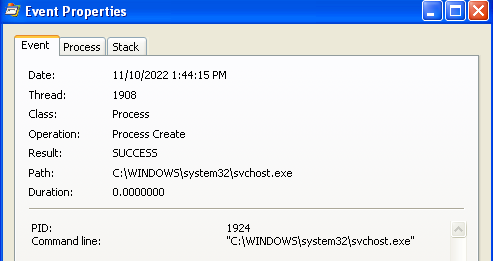 Event Properties
Event Process Stack
Date: 11/10/2022 1:44:15 PM
Thread: 1908
Class: Process
Operation: Process Create
Result: SUCCESS
Path: C:\WINDOWS\system32\svchost.exe
Duration: 0.0000000
PID: 1924
Command line: "C:\WINDOWS\system32\svchost.exe"